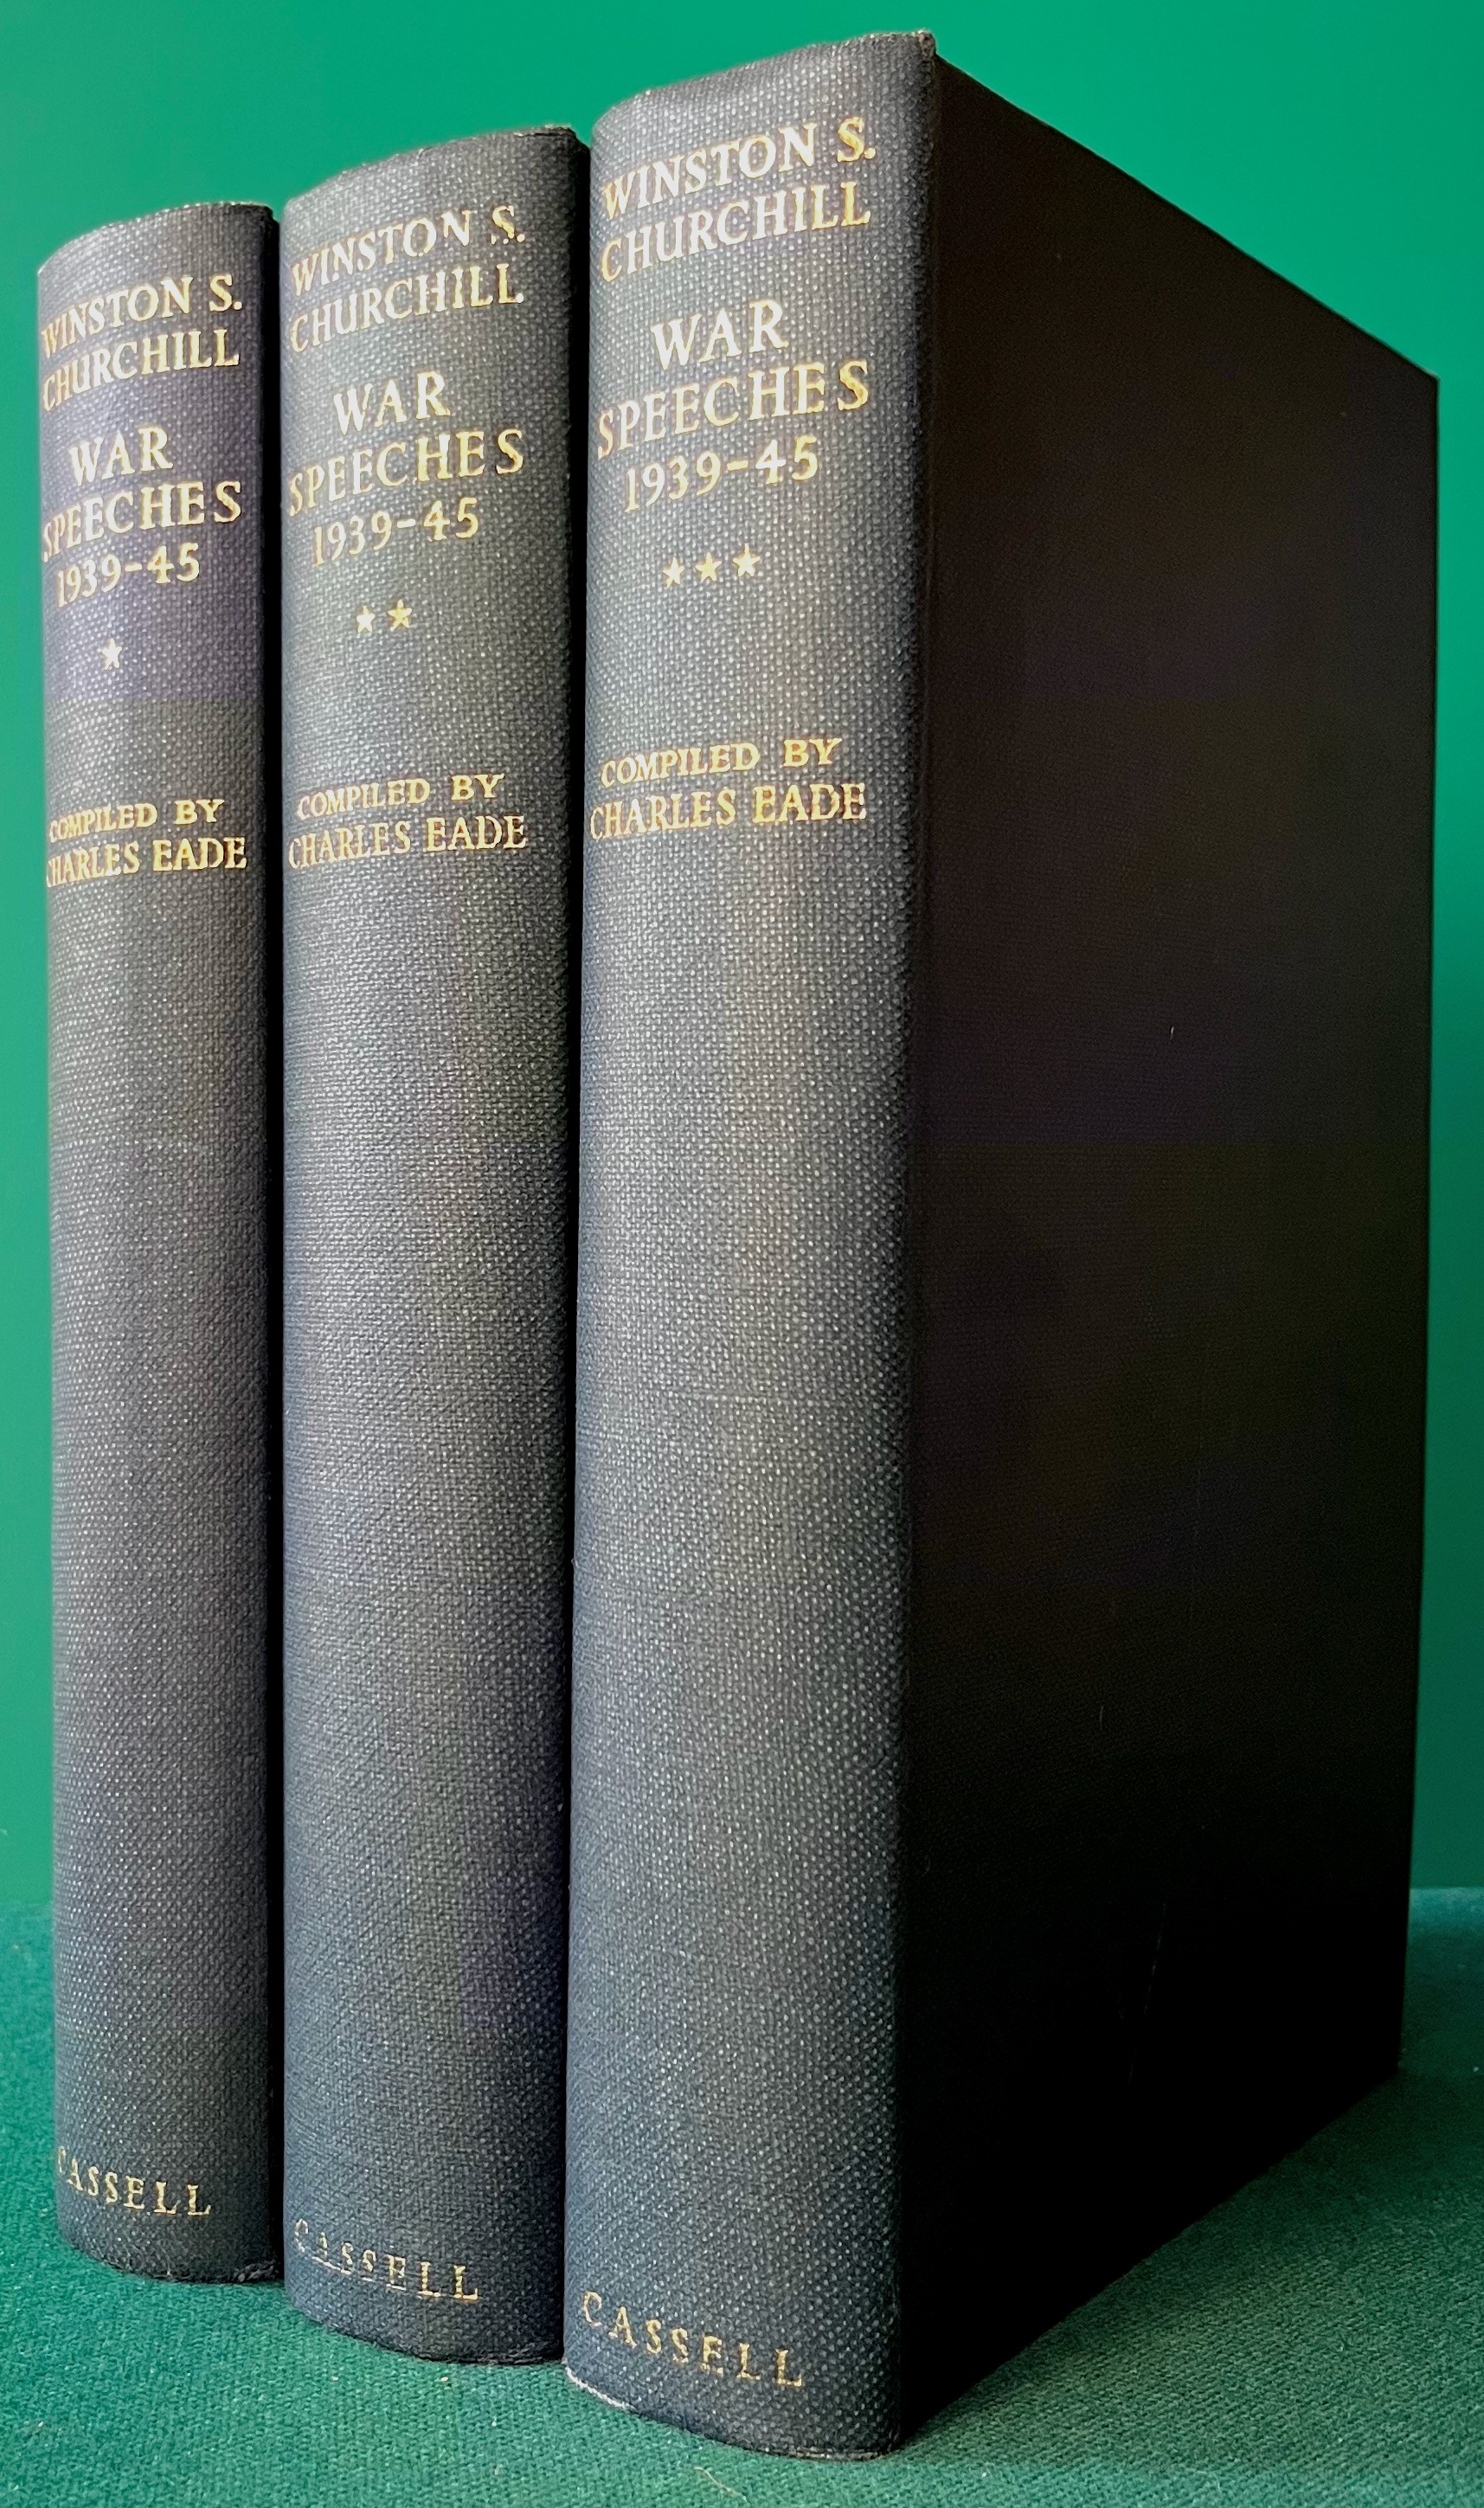 WINSTON S.
CHURCHILL
WAR
SPEECHES
1939-45
★
COMPILED BY
CHARLES EADE
CASSELL
WINSTON S.
CHURCHILL
WAR
SPEECHES
1939-45
★★
COMPILED BY
CHARLES EADE
CASSELL
WINSTON S.
CHURCHILL
WAR
SPEECHES
1939-45
★★★
COMPILED BY
CHARLES EADE
CASSELL